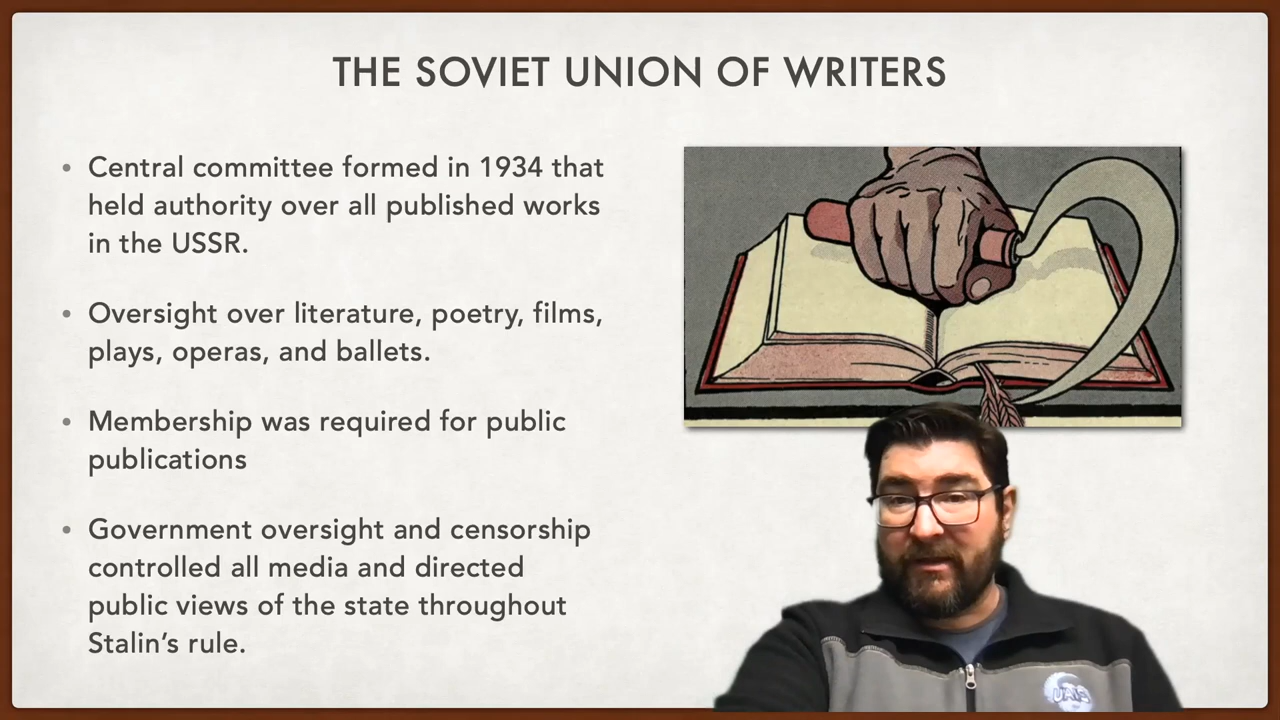 THE SOVIET UNION OF WRITERS
• Central committee formed in 1934 that
held authority over all published works
in the USSR.
• Oversight over literature, poetry, films,
plays, operas, and ballets.
• Membership was required for public
publications
• Government oversight and censorship
controlled all media and directed
public views of the state throughout
Stalin’s rule.